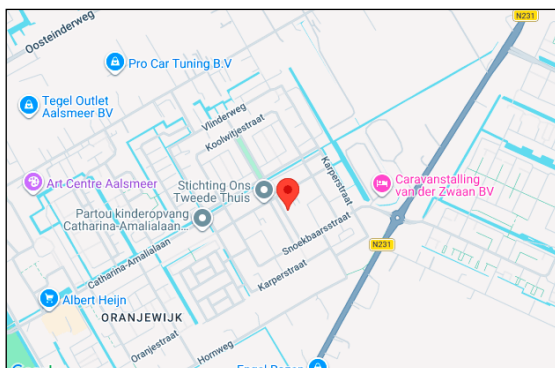 N231
Oosteinderweg
Pro Car Tuning B.V
Tegel Outlet
Aalsmeer BV
Vlinderweg
Koolwitjestraat
Art Centre Aalsmeer
Stichting Ons
Tweede Thuis
Karperstraat
Caravanstalling
van der Zwaan BV
Partou kinderopvang
Catharina-Amalialaan...
Snoekbaarsstraat
N231
Catharina-Amalialaan
Karperstraat
Albert Heijn
ORANJEWIJK
Oranjestraat
Hornweg